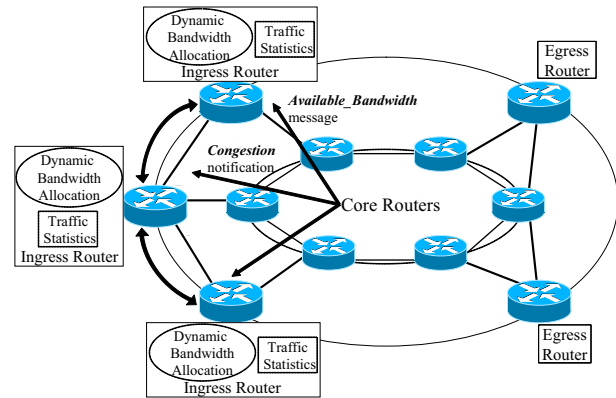 Dynamic
Bandwidth
Allocation
Traffic
Statistics
Ingress Router
Egress
Router
Available_Bandwidth
message
Congestion
notification
Dynamic
Bandwidth
Allocation
Traffic
Statistics
Ingress Router
Core Routers
Dynamic
Bandwidth
Allocation
Traffic
Statistics
Ingress Router
Egress
Router